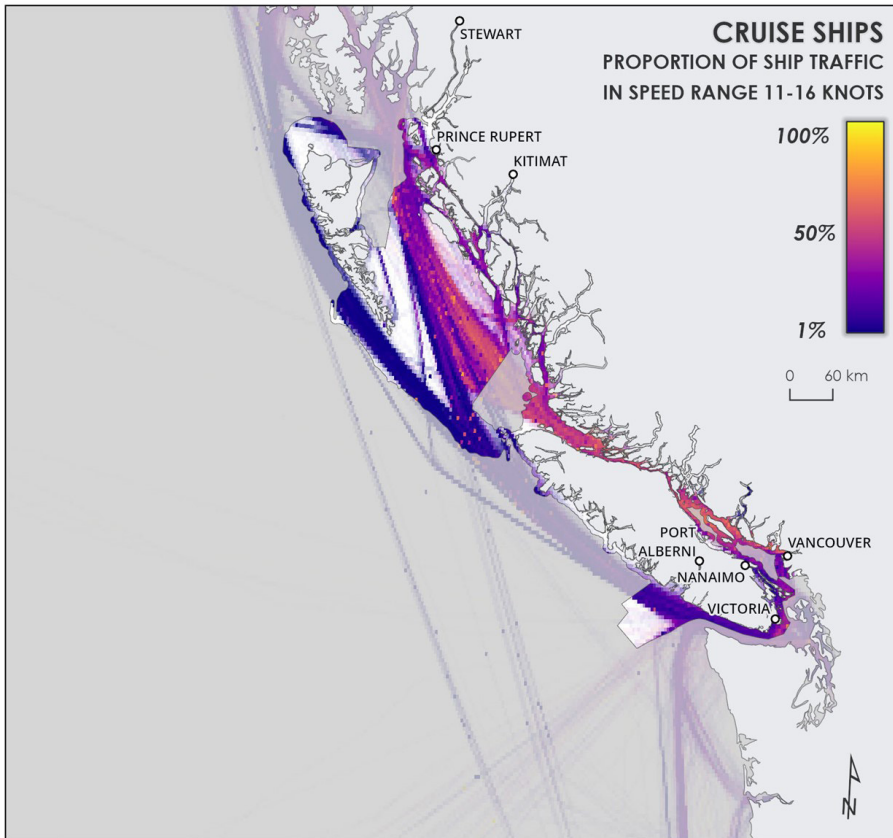 CRUISE SHIPS
PROPORTION OF SHIP TRAFFIC
IN SPEED RANGE 11-16 KNOTS
STEWART
100%
PRINCE RUPERT
KITIMAT
50%
1%
0 60 km
PORT
ALBERNI
VANCOUVER
NANAIMO
VICTORIA
N